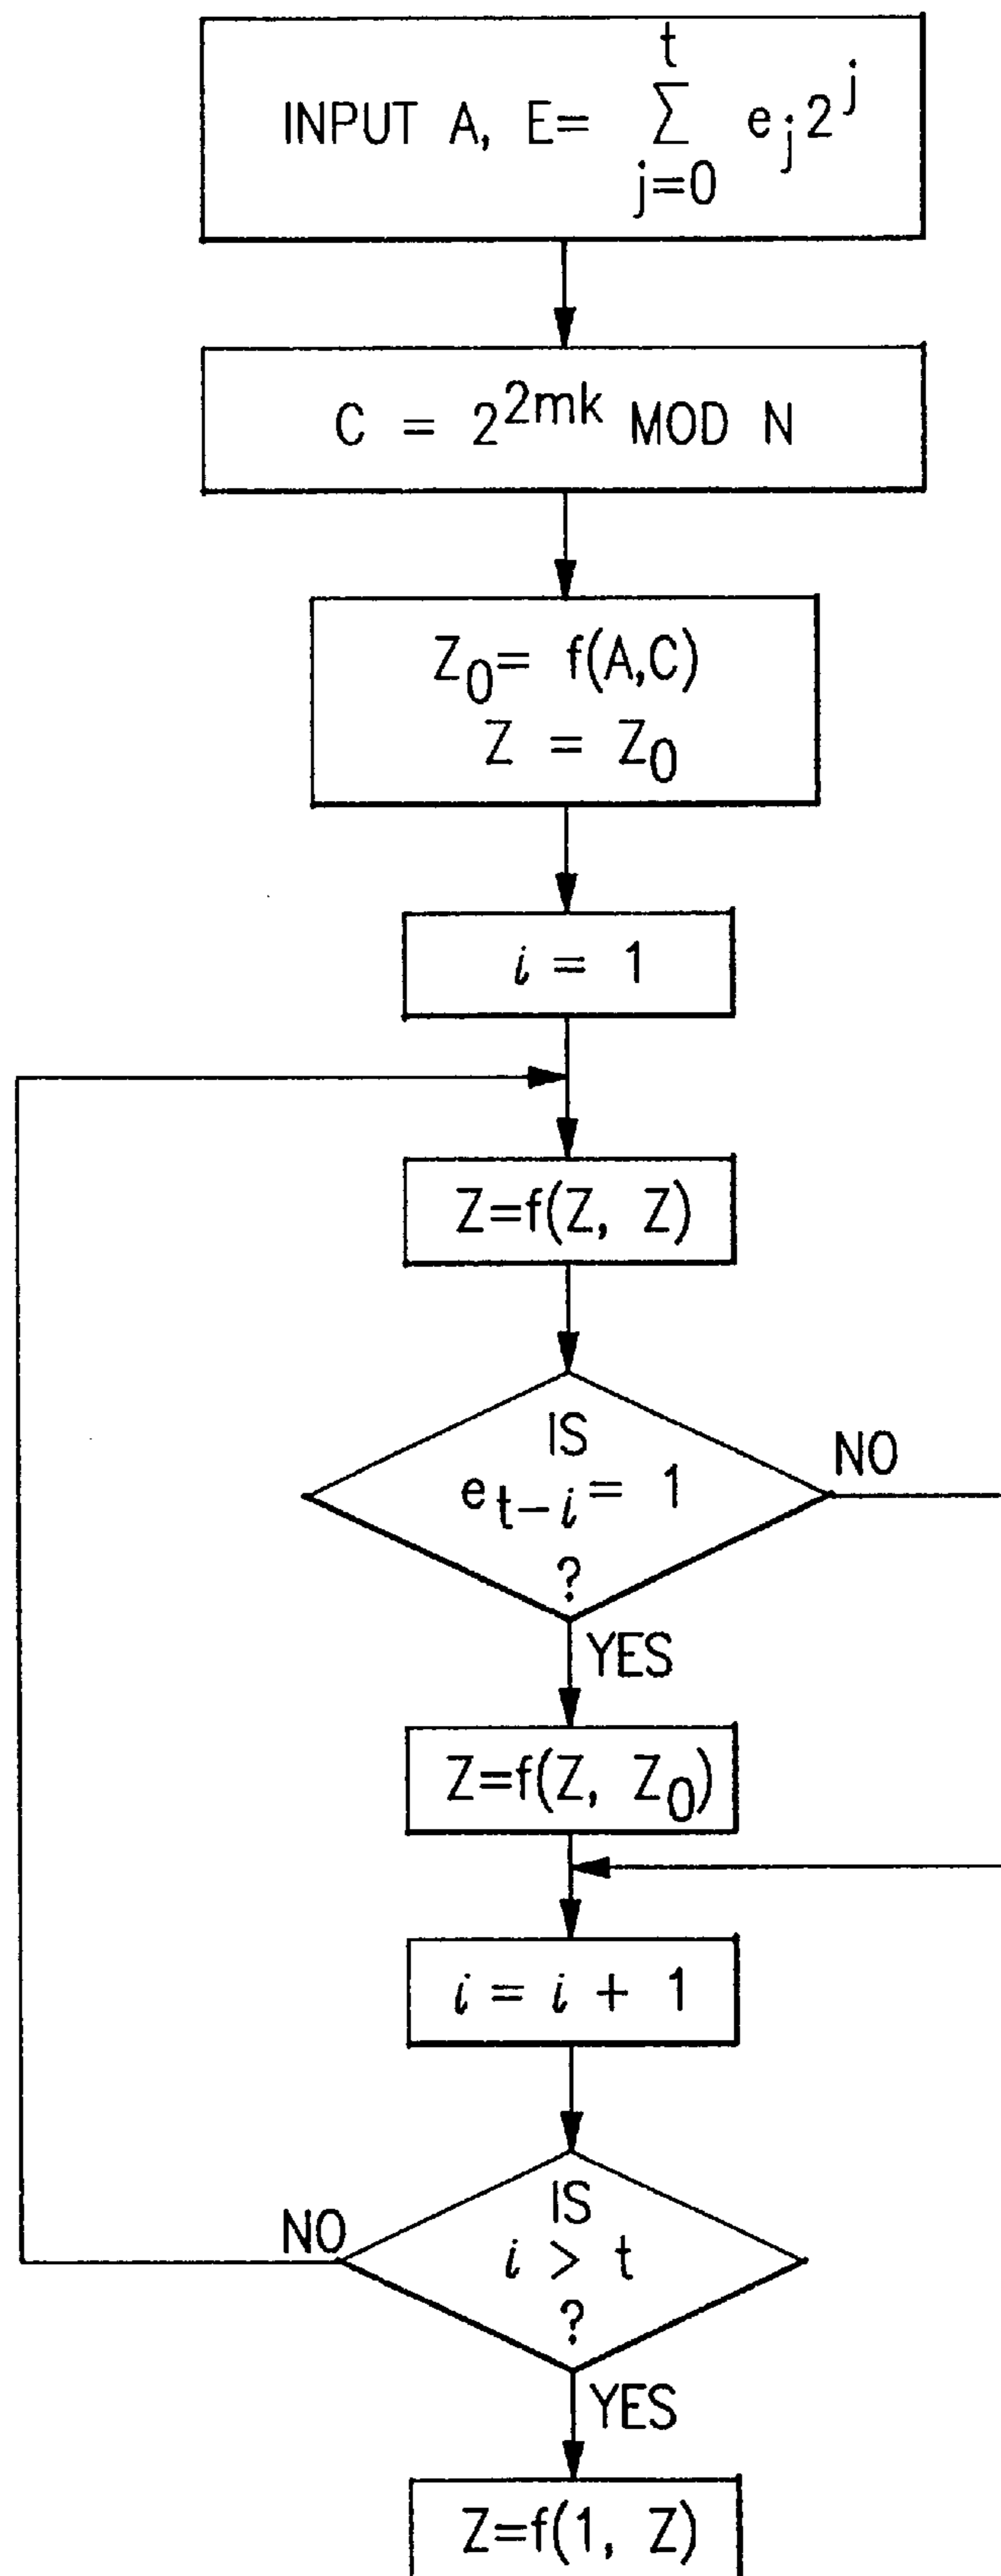 INPUT A, E= t∑j=0 e_j 2^j
C = 2^2mk MOD N
Z_0 = f(A,C)
Z = Z_0
i = 1
Z=f(Z, Z)
IS
e_t-i = 1
?
NO
YES
Z=f(Z, Z_0)
i = i + 1
IS
i > t
?
NO
YES
Z=f(1, Z)